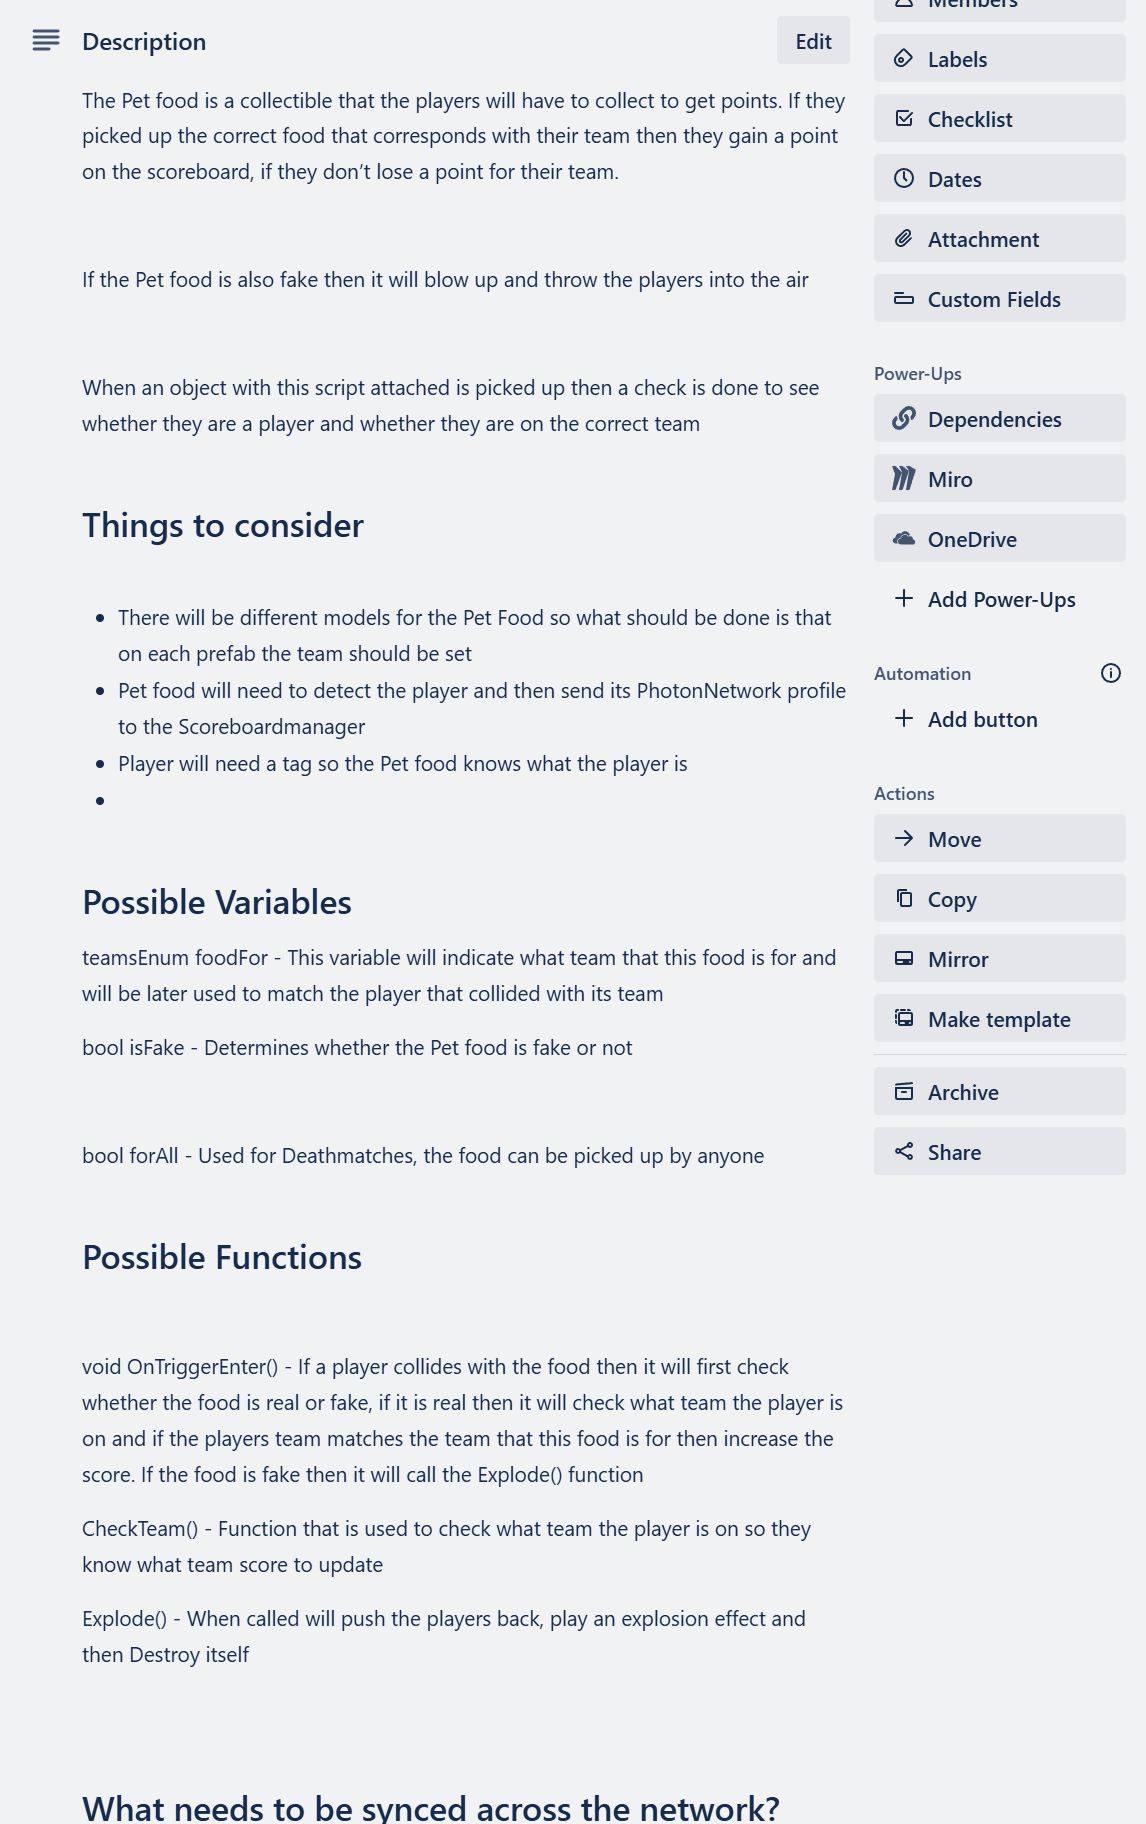 Description
Edit
The Pet food is a collectible that the players will have to collect to get points. If they
picked up the correct food that corresponds with their team then they gain a point
on the scoreboard, if they don’t lose a point for their team.
If the Pet food is also fake then it will blow up and throw the players into the air
When an object with this script attached is picked up then a check is done to see
whether they are a player and whether they are on the correct team
Things to consider
There will be different models for the Pet Food so what should be done is that
on each prefab the team should be set
Pet food will need to detect the player and then send its PhotonNetwork profile
to the Scoreboardmanager
Player will need a tag so the Pet food knows what the player is
Possible Variables
teamsEnum foodFor - This variable will indicate what team that this food is for and
will be later used to match the player that collided with its team
bool isFake - Determines whether the Pet food is fake or not
bool forAll - Used for Deathmatches, the food can be picked up by anyone
Possible Functions
void OnTriggerEnter() - If a player collides with the food then it will first check
whether the food is real or fake, if it is real then it will check what team the player is
on and if the players team matches the team that this food is for then increase the
score. If the food is fake then it will call the Explode() function
CheckTeam() - Function that is used to check what team the player is on so they
know what team score to update
Explode() - When called will push the players back, play an explosion effect and
then Destroy itself
What needs to be synced across the network?
Members
Labels
Checklist
Dates
Attachment
Custom Fields
Power-Ups
Dependencies
Miro
OneDrive
Add Power-Ups
Automation
Add button
Actions
Move
Copy
Mirror
Make template
Archive
Share